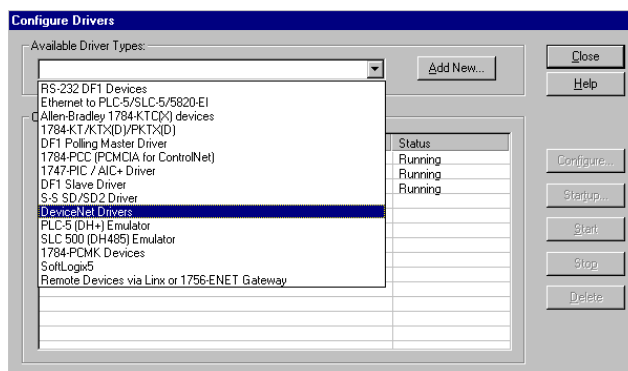 Configure Drivers
Available Driver Types:
Add New...
Close
Help
RS-232 DF1 Devices
Ethernet to PLC-5/SLC-5/5820-EI
Allen-Bradley 1784-KTC(X) devices
1784-KT/KTX(D)/PKTX(D)
DF1 Polling Master Driver
1784-PCC (PCMCIA for ControlNet)
1747-PIC / AIC+ Driver
DF1 Slave Driver
S-S SD/SD2 Driver
DeviceNet Drivers
PLC-5 (DH+) Emulator
SLC 500 (DH485) Emulator
1784-PCMK Devices
SoftLogix5
Remote Devices via Linx or 1756-ENET Gateway
Status
Running
Running
Running
Configure...
Startup...
Start
Stop
Delete